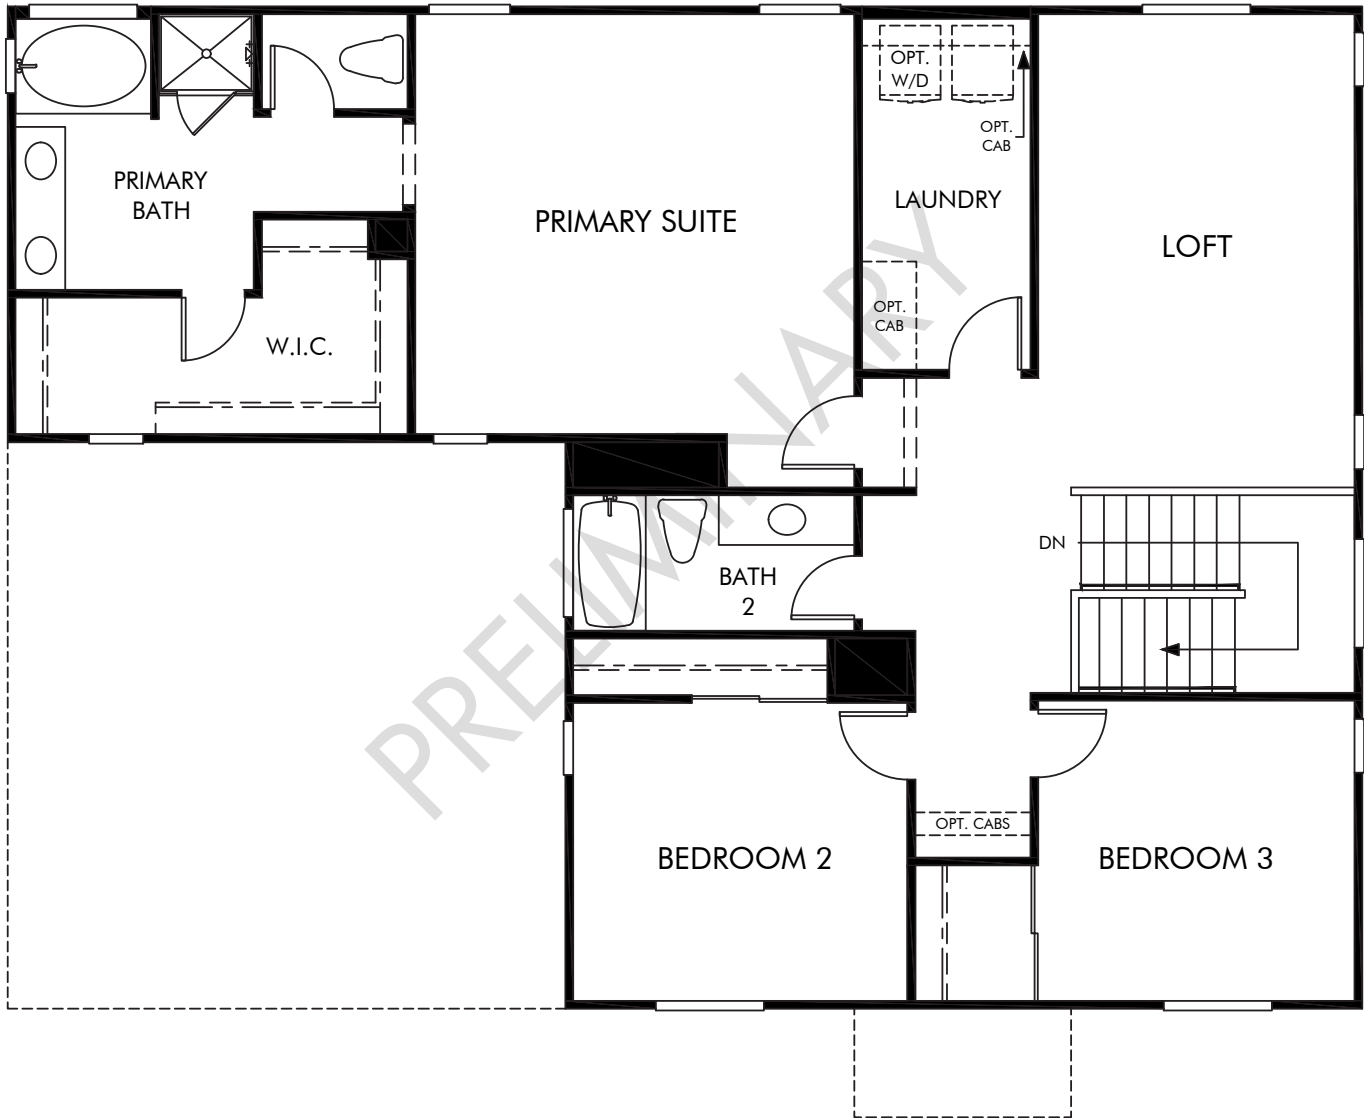 OPT.
W/D
OPT.
CAB
PRIMARY
BATH
PRIMARY SUITE
LAUNDRY
LOFT
OPT.
CAB
W.I.C.
PRELIMINARY
DN
BATH
2
OPT. CABS
BEDROOM 2
BEDROOM 3